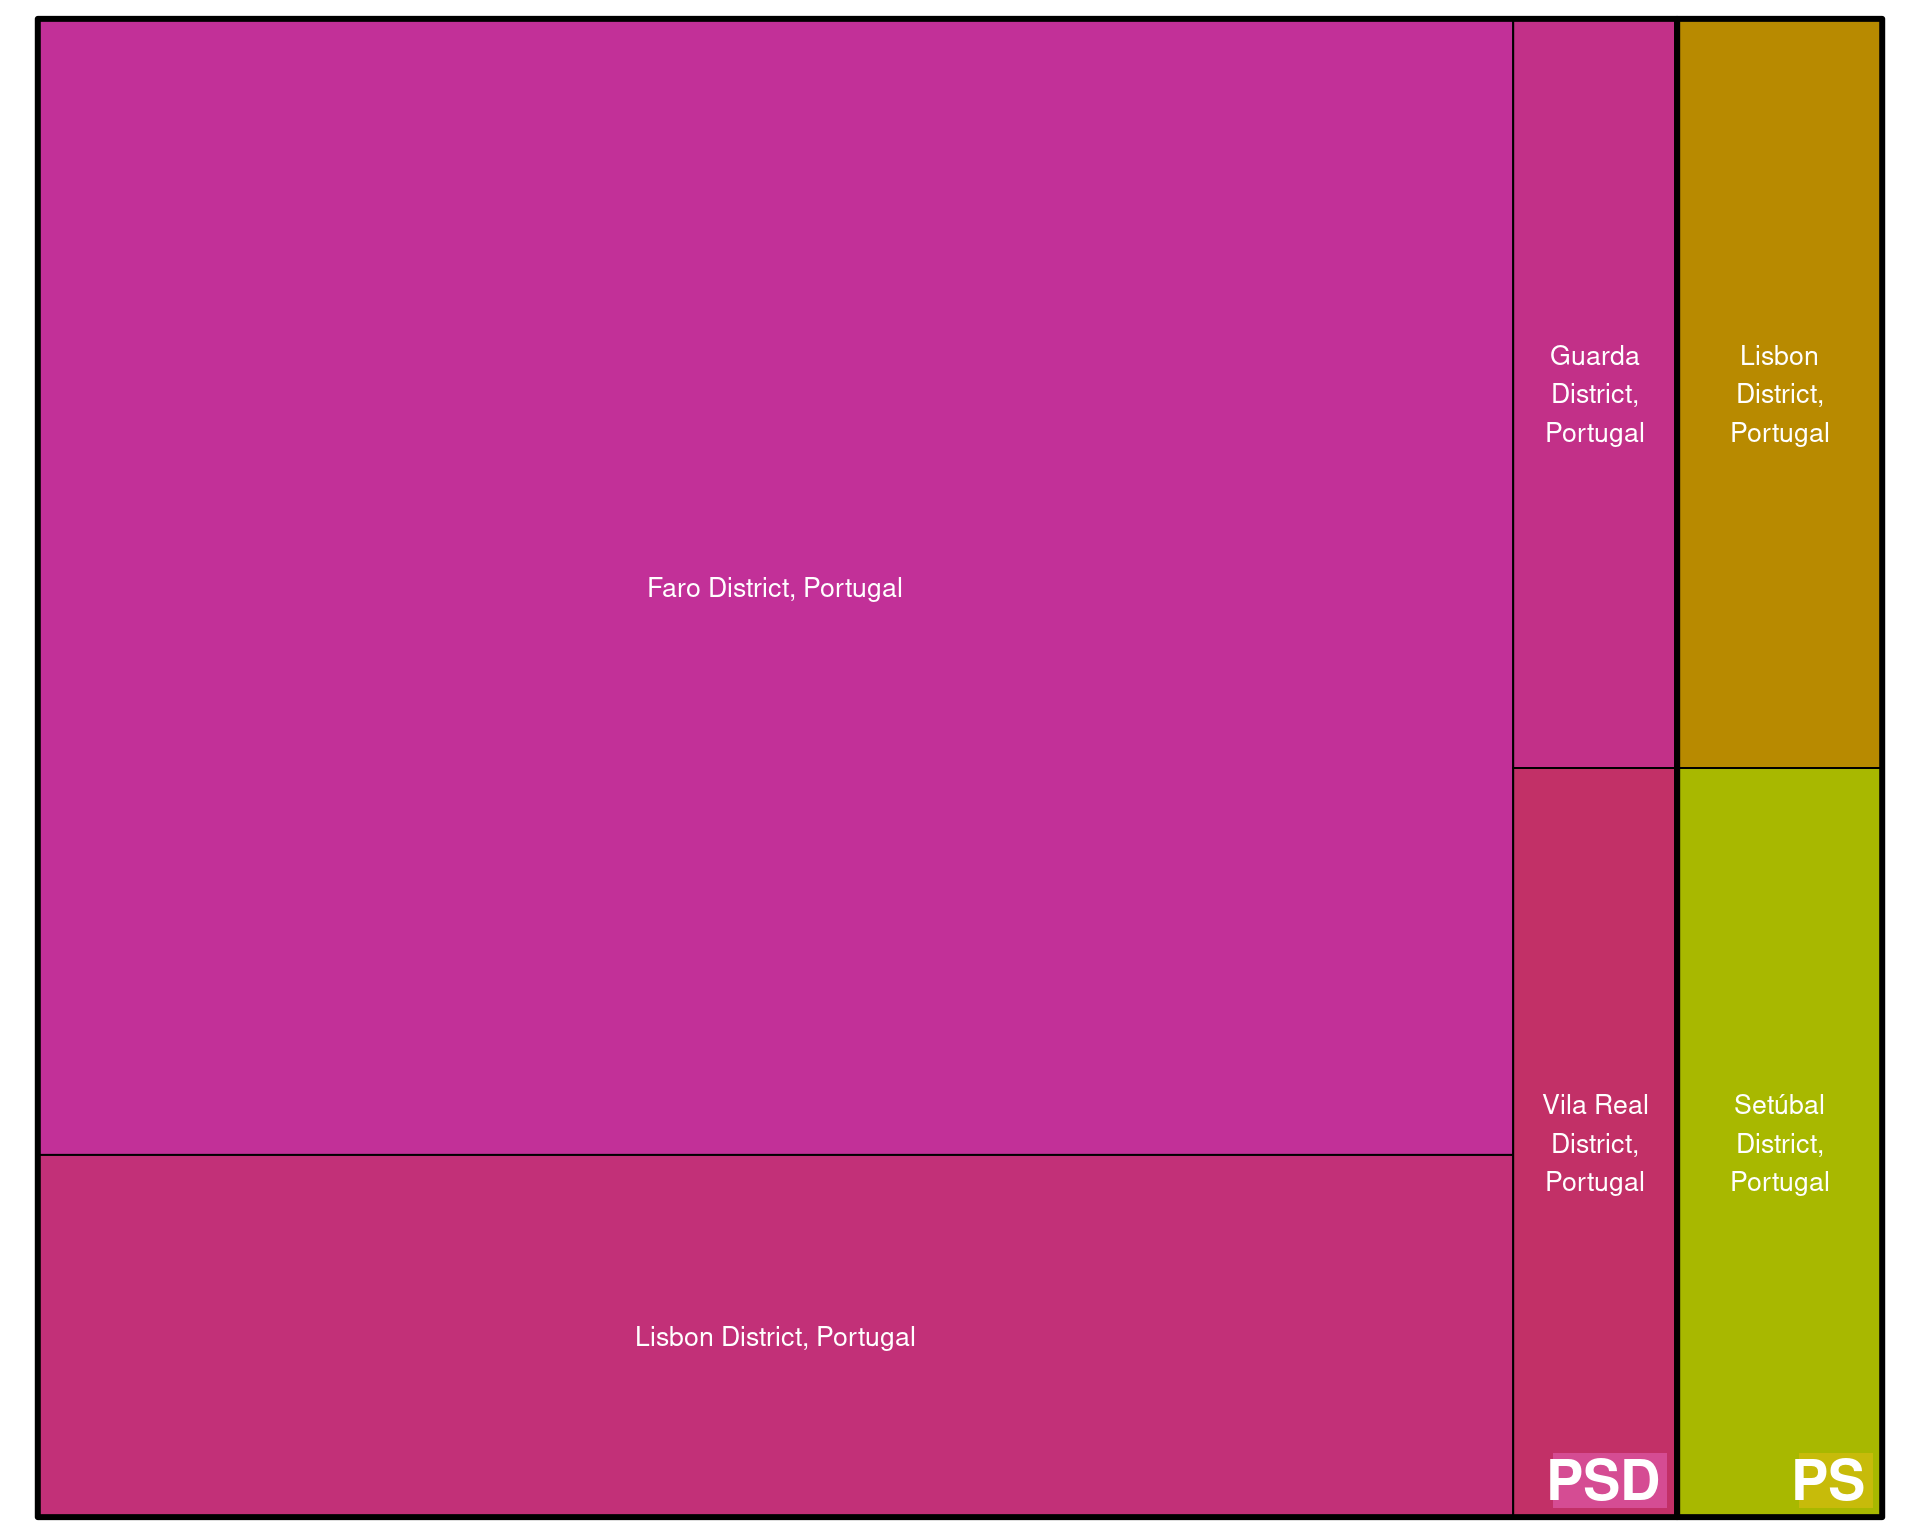 Faro District, Portugal
Lisbon District, Portugal
Guarda
District,
Portugal
Vila Real
District,
Portugal
PSD
Lisbon
District,
Portugal
Setúbal
District,
Portugal
PS